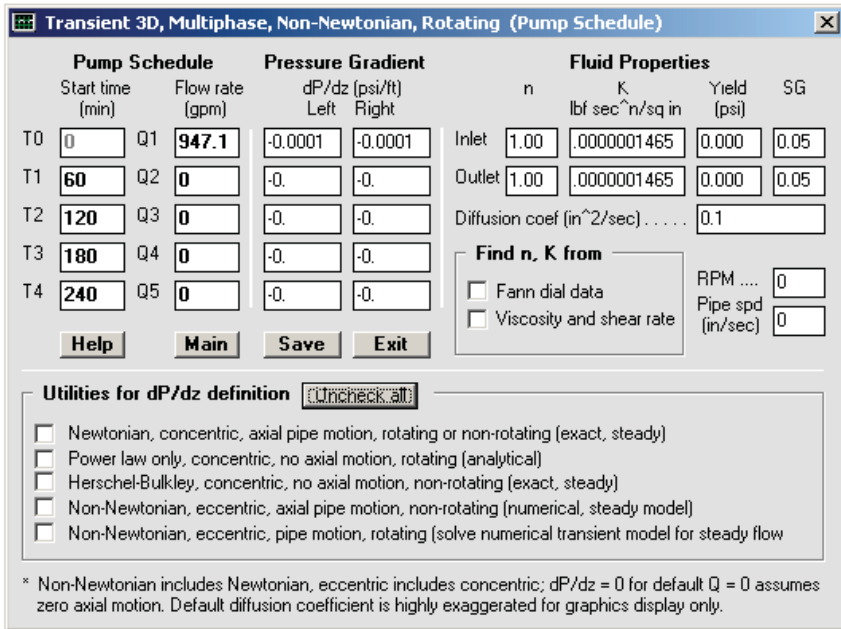 Transient 3D, Multiphase, Non-Newtonian, Rotating (Pump Schedule)
Pump Schedule Pressure Gradient Fluid Properties
Start time Flow rate dP/dz (psi/ft) n K Yield SG
(min) (gpm) Left Right lbf sec^n/sq in (psi)
T0 0 Q1 947.1 -0.0001 -0.0001 Inlet 1.00 .0000001465 0.000 0.05
T1 60 Q2 0 -0. -0. Outlet 1.00 .0000001465 0.000 0.05
T2 120 Q3 0 -0. -0. Diffusion coef (in^2/sec) . . . . . 0.1
T3 180 Q4 0 -0. -0. Find n, K from
T4 240 Q5 0 -0. -0. Fann dial data RPM .... 0
Viscosity and shear rate Pipe spd (in/sec) 0
Help Main Save Exit
Utilities for dP/dz definition Uncheck all
Newtonian, concentric, axial pipe motion, rotating or non-rotating (exact, steady)
Power law only, concentric, no axial motion, rotating (analytical)
Herschel-Bulkley, concentric, no axial motion, non-rotating (exact, steady)
Non-Newtonian, eccentric, axial pipe motion, non-rotating (numerical, steady model)
Non-Newtonian, eccentric, pipe motion, rotating (solve numerical transient model for steady flow
* Non-Newtonian includes Newtonian, eccentric includes concentric; dP/dz = 0 for default Q = 0 assumes
zero axial motion. Default diffusion coefficient is highly exaggerated for graphics display only.